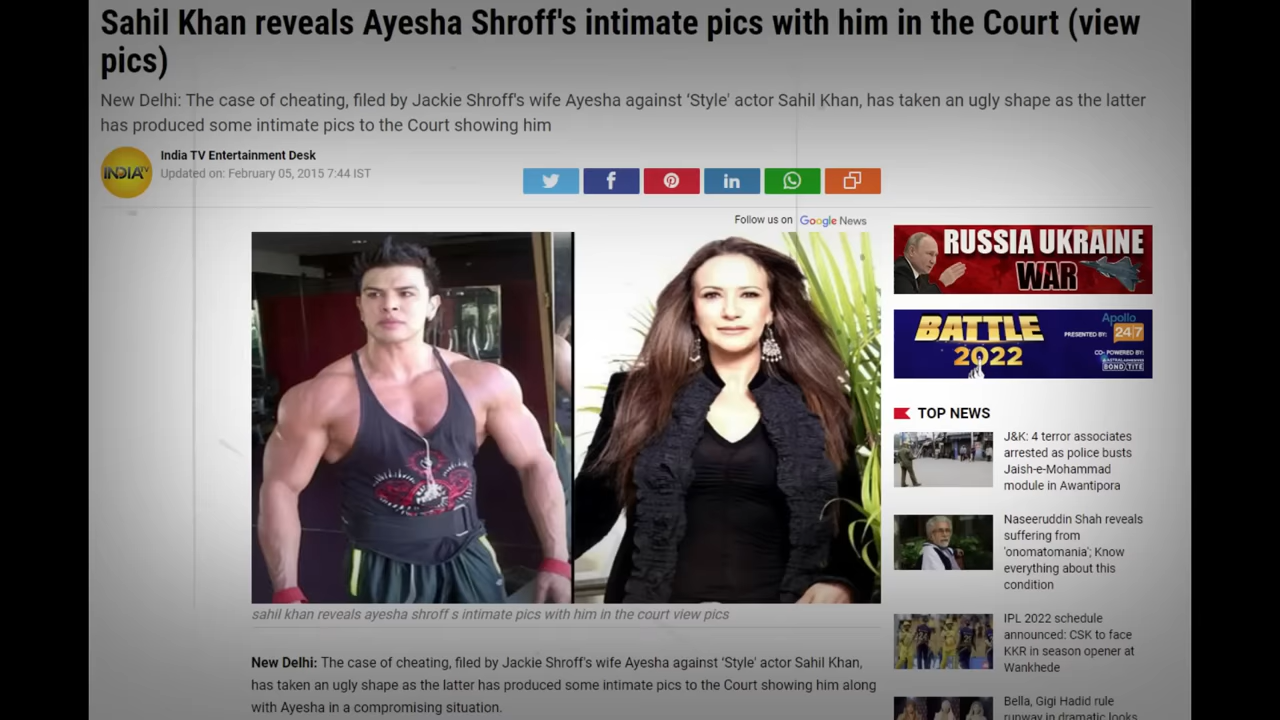 Sahil Khan reveals Ayesha Shroff's intimate pics with him in the Court (view
pics)
New Delhi: The case of cheating, filed by Jackie Shroff's wife Ayesha against ‘Style’ actor Sahil Khan, has taken an ugly shape as the latter
has produced some intimate pics to the Court showing him
INDIA TV
India TV Entertainment Desk
Updated on: February 05, 2015 7:44 IST
Follow us on Google News
RUSSIA UKRAINE
WAR
BATTLE
2022
Apollo
PRESENTED BY: 24|7
CO-POWERED BY:
BOND TITE
sahil khan reveals ayesha shroff s intimate pics with him in the court view pics
TOP NEWS
J&K: 4 terror associates
arrested as police busts
Jaish-e-Mohammad
module in Awantipora
Naseeruddin Shah reveals
suffering from
'onomatomania'; Know
everything about this
condition
IPL 2022 schedule
announced: CSK to face
KKR in season opener at
Wankhede
Bella, Gigi Hadid rule
runway in dramatic looks
New Delhi: The case of cheating, filed by Jackie Shroff's wife Ayesha against ‘Style’ actor Sahil Khan,
has taken an ugly shape as the latter has produced some intimate pics to the Court showing him along
with Ayesha in a compromising situation.